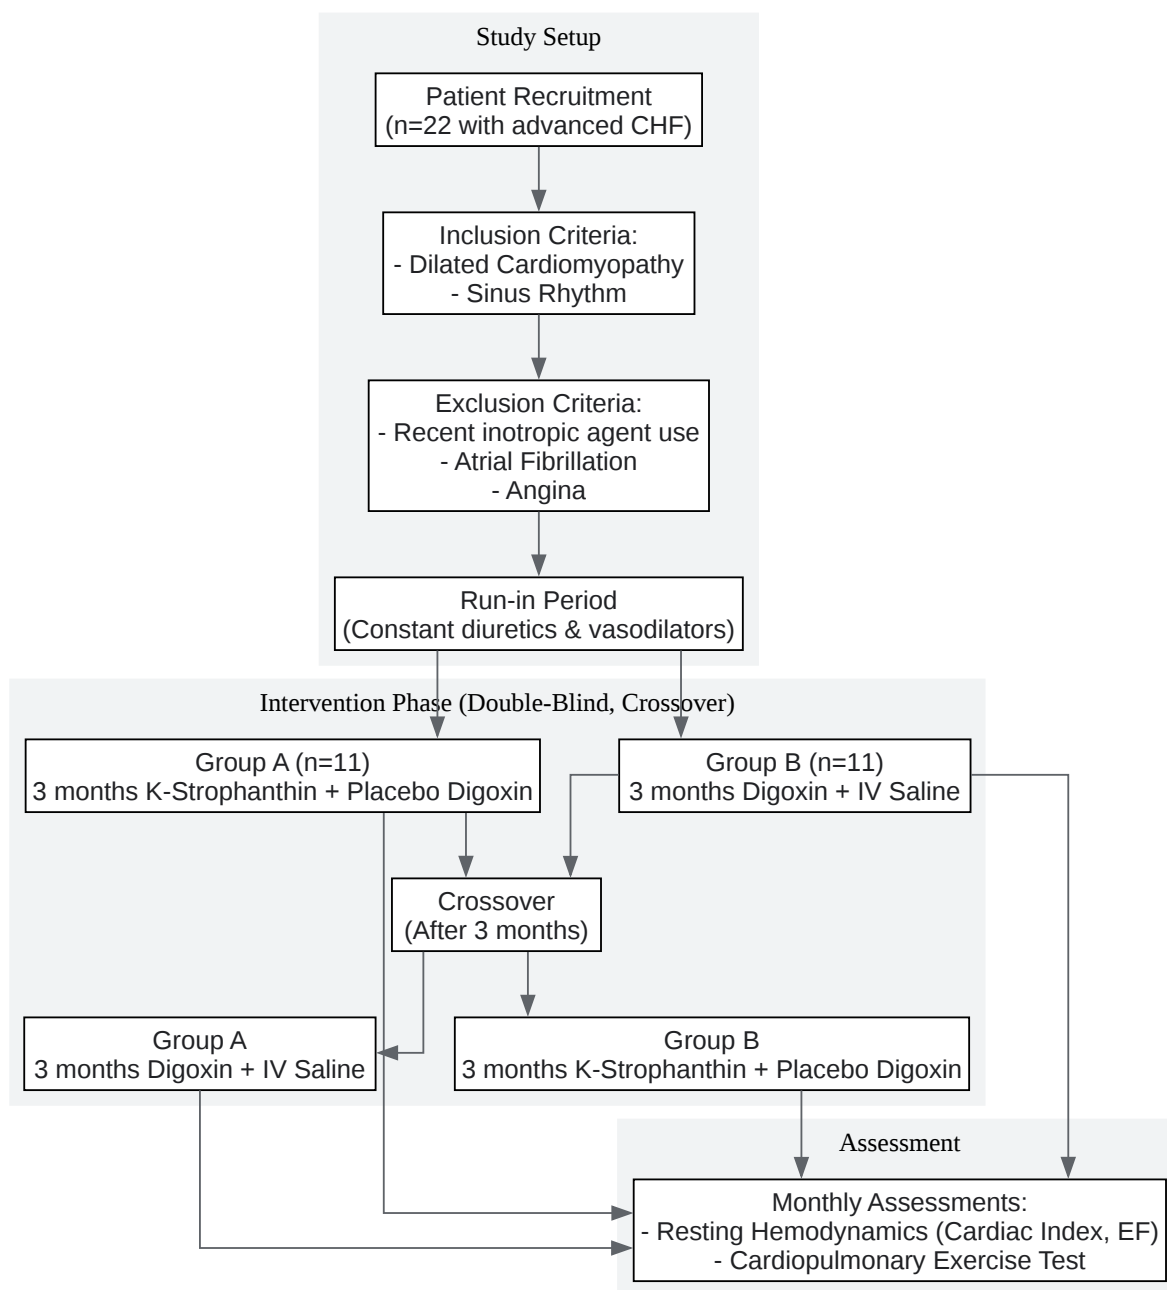 Study Setup
Patient Recruitment
(n=22 with advanced CHF)
Inclusion Criteria:
- Dilated Cardiomyopathy
- Sinus Rhythm
Exclusion Criteria:
- Recent inotropic agent use
- Atrial Fibrillation
- Angina
Run-in Period
(Constant diuretics & vasodilators)
Intervention Phase (Double-Blind, Crossover)
Group A (n=11)
3 months K-Strophanthin + Placebo Digoxin
Group B (n=11)
3 months Digoxin + IV Saline
Crossover
(After 3 months)
Group A
3 months Digoxin + IV Saline
Group B
3 months K-Strophanthin + Placebo Digoxin
Assessment
Monthly Assessments:
- Resting Hemodynamics (Cardiac Index, EF)
- Cardiopulmonary Exercise Test